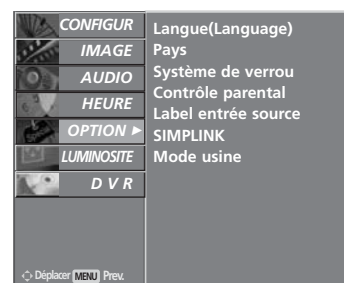 CONFIGUR
IMAGE
AUDIO
HEURE
OPTION ►
LUMINOSITE
D V R
Langue(Language)
Pays
Système de verrou
Contrôle parental
Label entrée source
SIMPLINK
Mode usine
Déplacer MENU Prev.